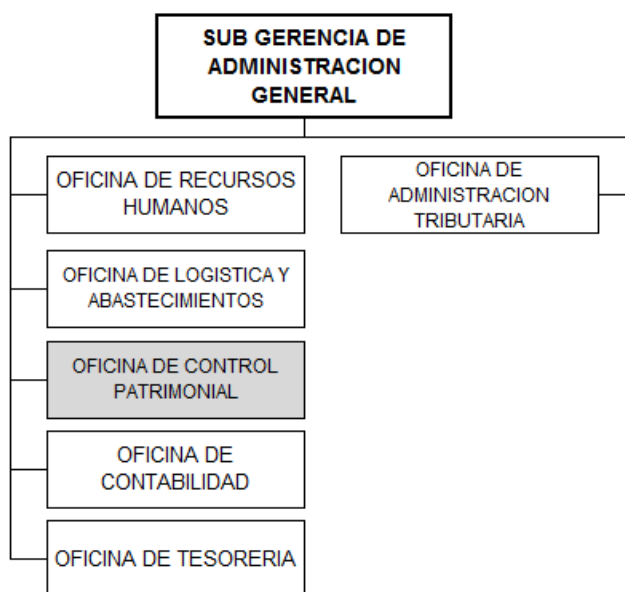 SUB GERENCIA DE
ADMINISTRACION
GENERAL
OFICINA DE RECURSOS
HUMANOS
OFICINA DE
ADMINISTRACION
TRIBUTARIA
OFICINA DE LOGISTICA Y
ABASTECIMIENTOS
OFICINA DE CONTROL
PATRIMONIAL
OFICINA DE
CONTABILIDAD
OFICINA DE TESORERIA